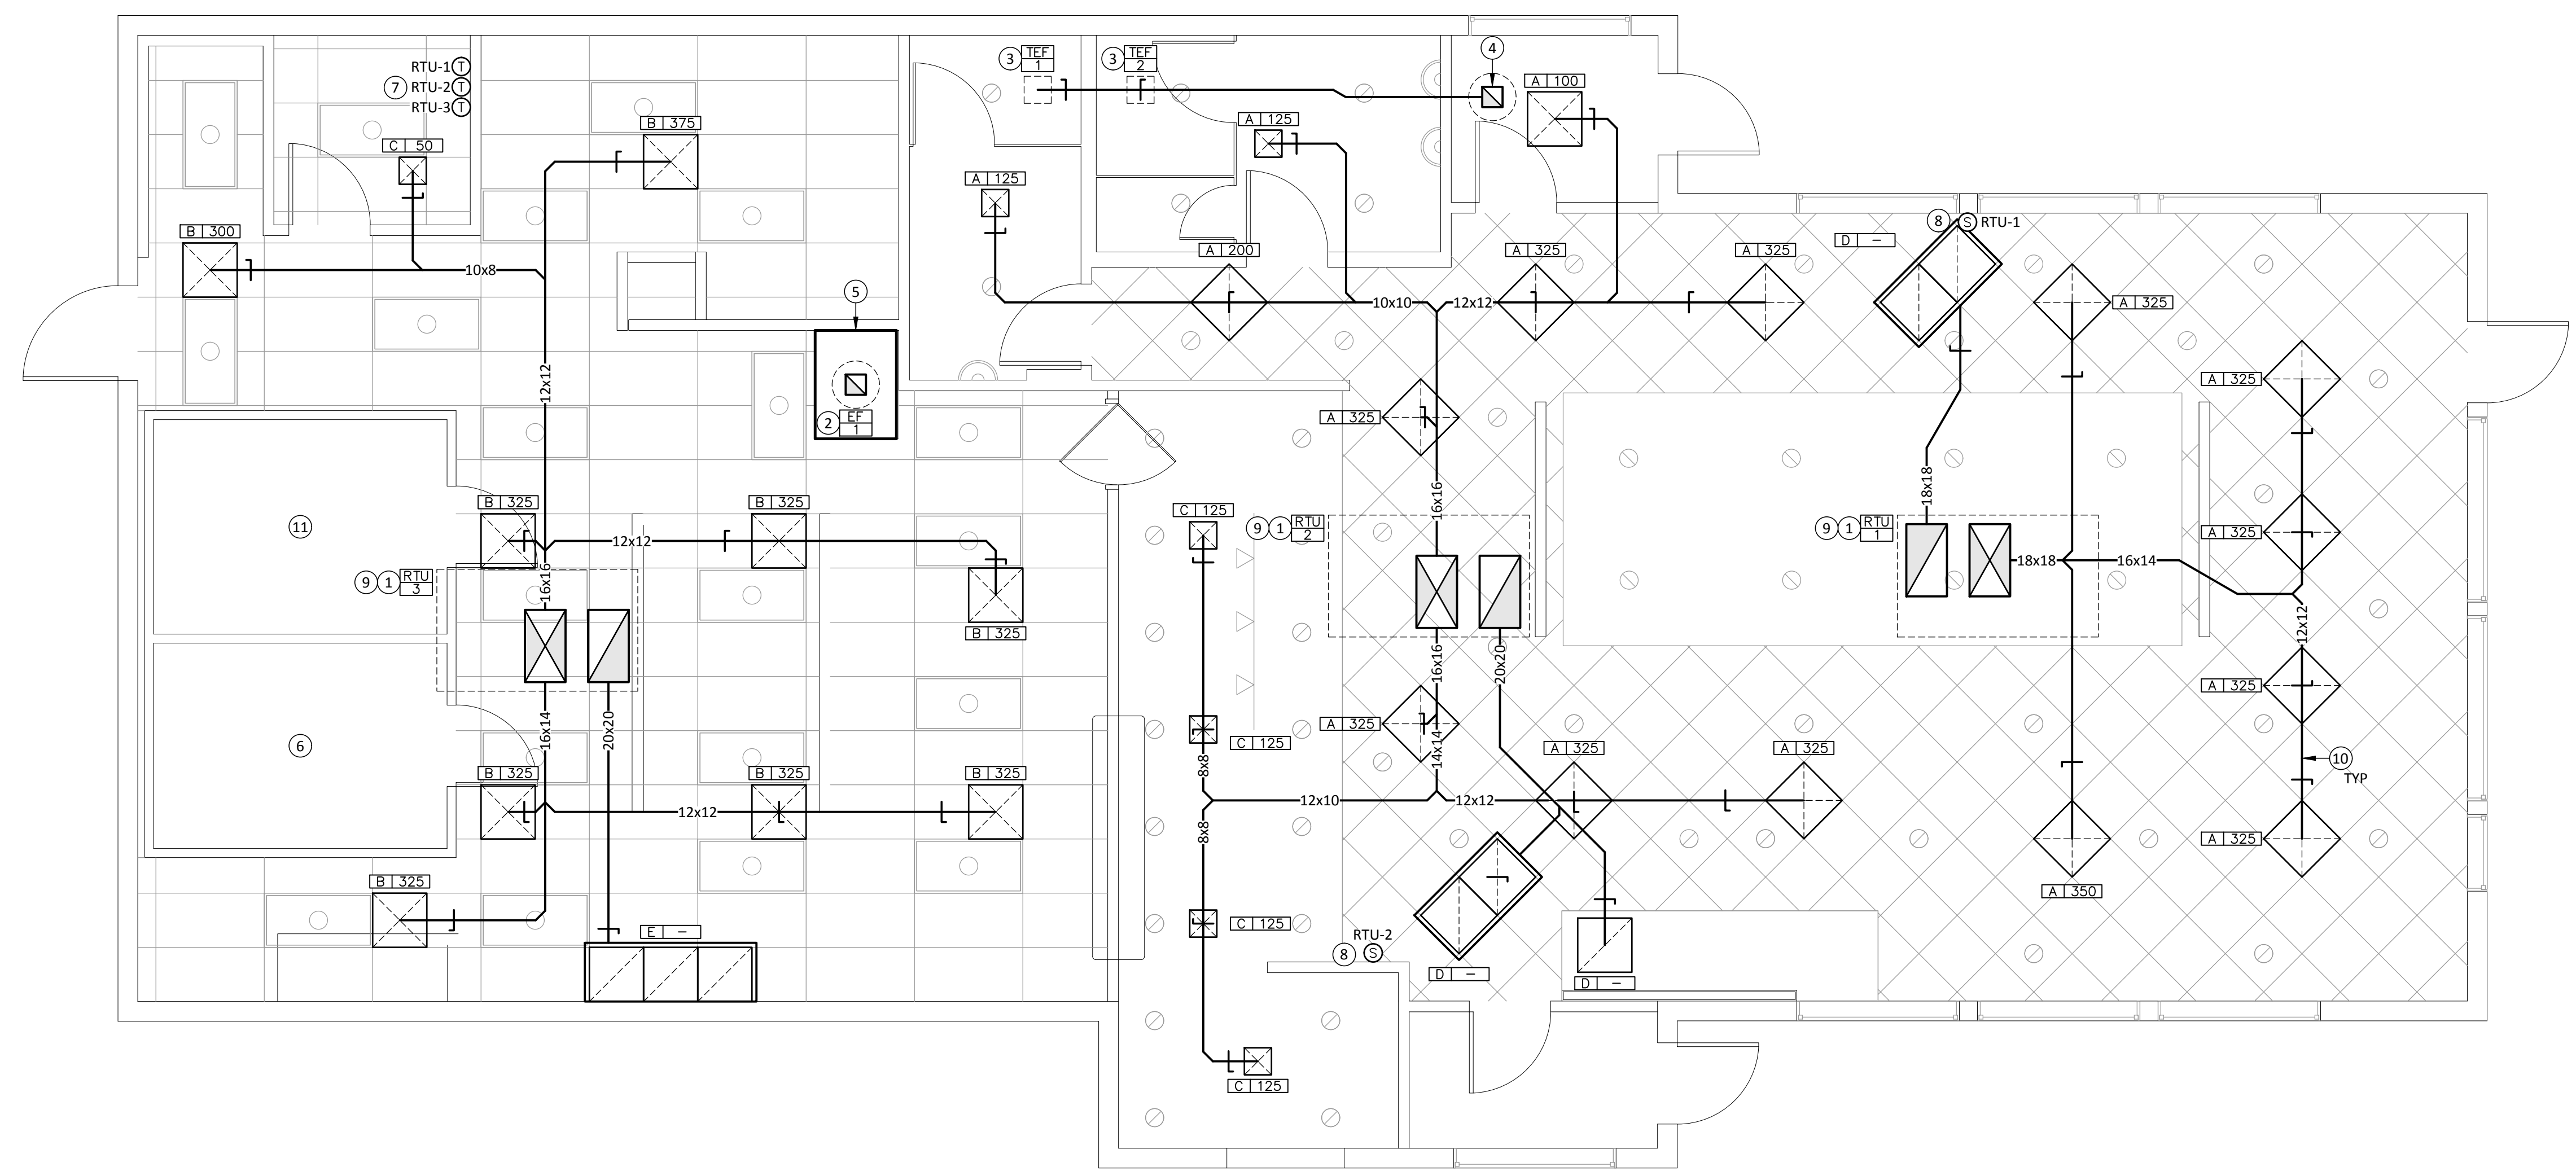 4
3 TEF 1
3 TEF 2
RTU-1 T
7 RTU-2 T
RTU-3 T
A 100
B 375
A 125
C 50
A 125
8 S RTU-1
B 300
A 200
A 325
A 325
D –
10x8
5
10x10
12x12
A 325
12x12
A 325
A 325
2 EF 1
B 325
B 325
16x16
18x18
C 125
9 1 RTU 2
9 1 RTU 1
11
12x12
A 325
18x18
16x14
9 1 RTU 3
16x16
12x12
B 325
16x16
20x20
A 325
16x14
20x20
6
A 325
C 125
14x14
A 325
A 325
10
TYP
8x8
B 325
B 325
B 325
12x10
12x12
12x12
8x8
A 325
B 325
A 350
C 125
E –
RTU-2
8 S
D –
D –
C 125